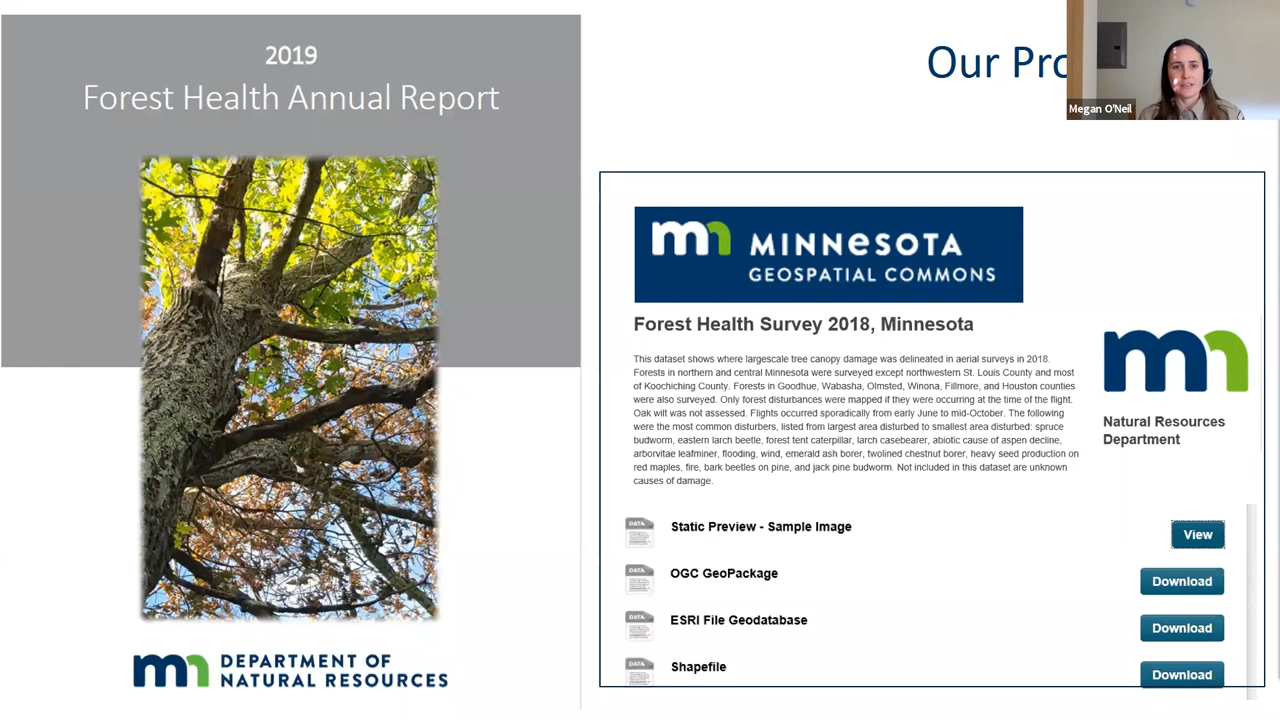 2019
Forest Health Annual Report
mn DEPARTMENT OF
NATURAL RESOURCES
Our Pro
Megan O'Neil
mn MINNESOTA
GEOSPATIAL COMMONS
Forest Health Survey 2018, Minnesota
This dataset shows where largescale tree canopy damage was delineated in aerial surveys in 2018.
Forests in northern and central Minnesota were surveyed except northwestern St. Louis County and most
of Koochiching County. Forests in Goodhue, Wabasha, Olmsted, Winona, Fillmore, and Houston counties
were also surveyed. Only forest disturbances were mapped if they were occurring at the time of the flight.
Oak wilt was not assessed. Flights occurred sporadically from early June to mid-October. The following
were the most common disturbers, listed from largest area disturbed to smallest area disturbed: spruce
budworm, eastern larch beetle, forest tent caterpillar, larch casebearer, abiotic cause of aspen decline,
arborvitae leafminer, flooding, wind, emerald ash borer, twolined chestnut borer, heavy seed production on
red maples, fire, bark beetles on pine, and jack pine budworm. Not included in this dataset are unknown
causes of damage.
mn
Natural Resources
Department
DATA
Static Preview - Sample Image
View
DATA
OGC GeoPackage
Download
DATA
ESRI File Geodatabase
Download
DATA
Shapefile
Download